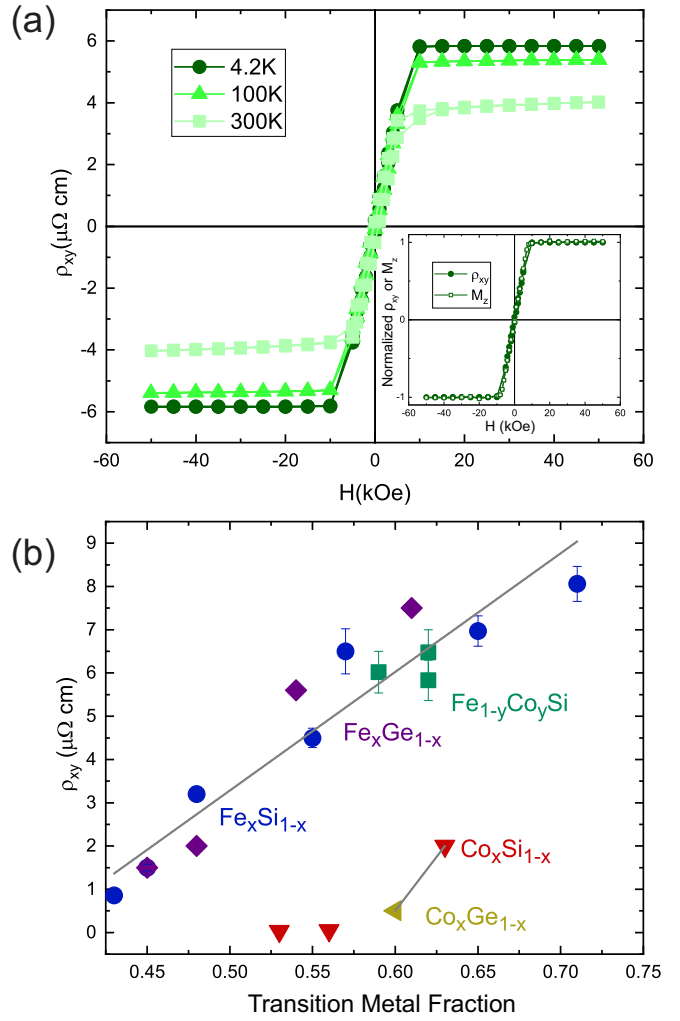 (a)
6
4
2
0
-2
-4
-6
ρxy(μΩ cm)
4.2K
100K
300K
-60 -40 -20 0 20 40 60
H(kOe)
1
0
-1
Normalized ρxy or Mz
ρxy
Mz
-60 -40 -20 0 20 40 60
H (kOe)
(b)
9
8
7
6
5
4
3
2
1
0
ρxy (μΩ cm)
Fe1-yCoySi
FexGe1-x
FexSi1-x
CoxSi1-x
CoxGe1-x
0.45 0.50 0.55 0.60 0.65 0.70 0.75
Transition Metal Fraction